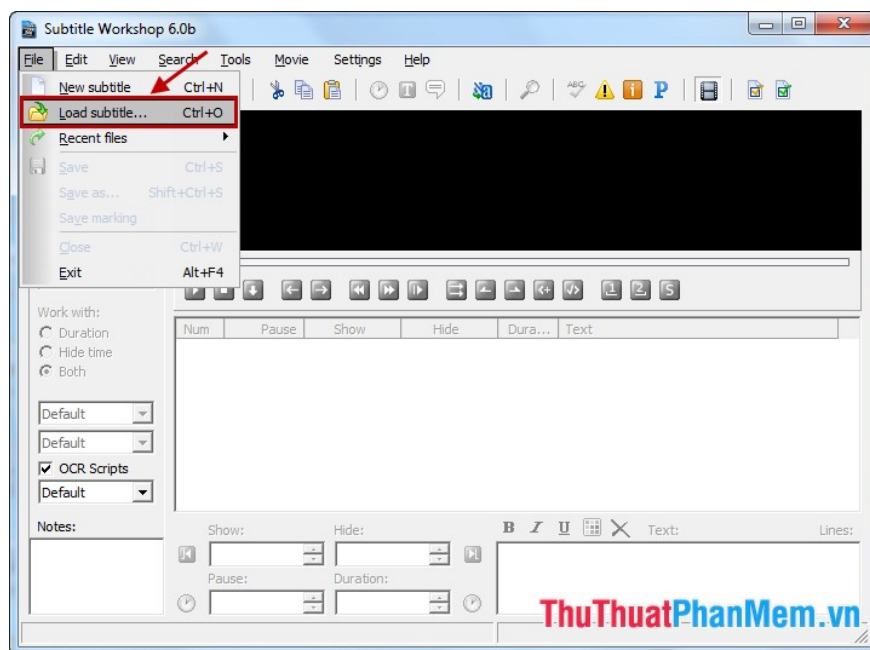 Subtitle Workshop 6.0b
File Edit View Search Tools Movie Settings Help
New subtitle Ctrl+N
Load subtitle... Ctrl+O
Recent files
Save Ctrl+S
Save as... Shift+Ctrl+S
Save marking
Close Ctrl+W
Exit Alt+F4
Work with:
Duration
Hide time
Both
Default
Default
OCR Scripts
Default
Notes:
Num Pause Show Hide Dura... Text
Show: Hide: B I U Text: Lines:
Pause: Duration:
ThuThuatPhanMem.vn